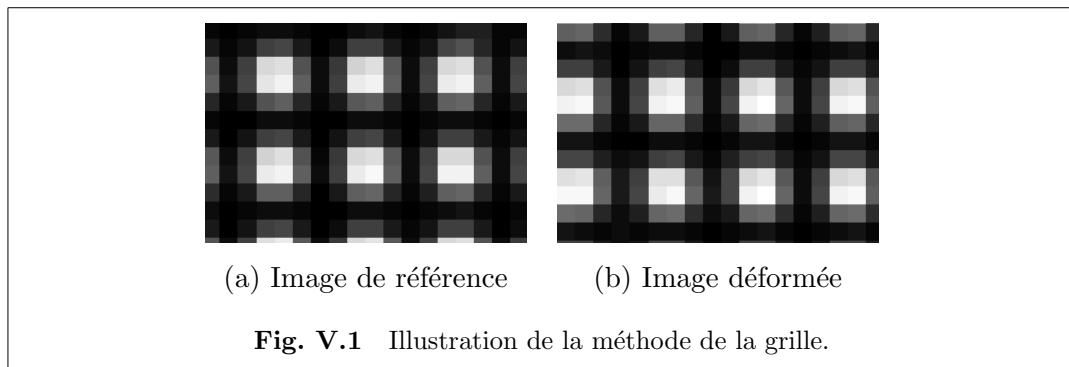 (a) Image de référence
(b) Image déformée
Fig. V.1 Illustration de la méthode de la grille.